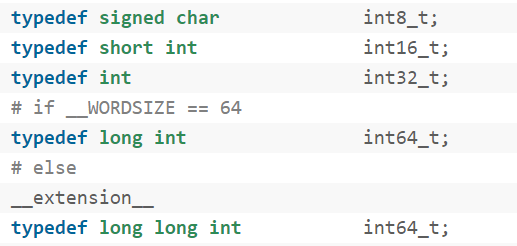 typedef signed char             int8_t;
typedef short int               int16_t;
typedef int                     int32_t;
# if __WORDSIZE == 64
typedef long int                int64_t;
# else
__extension__
typedef long long int           int64_t;